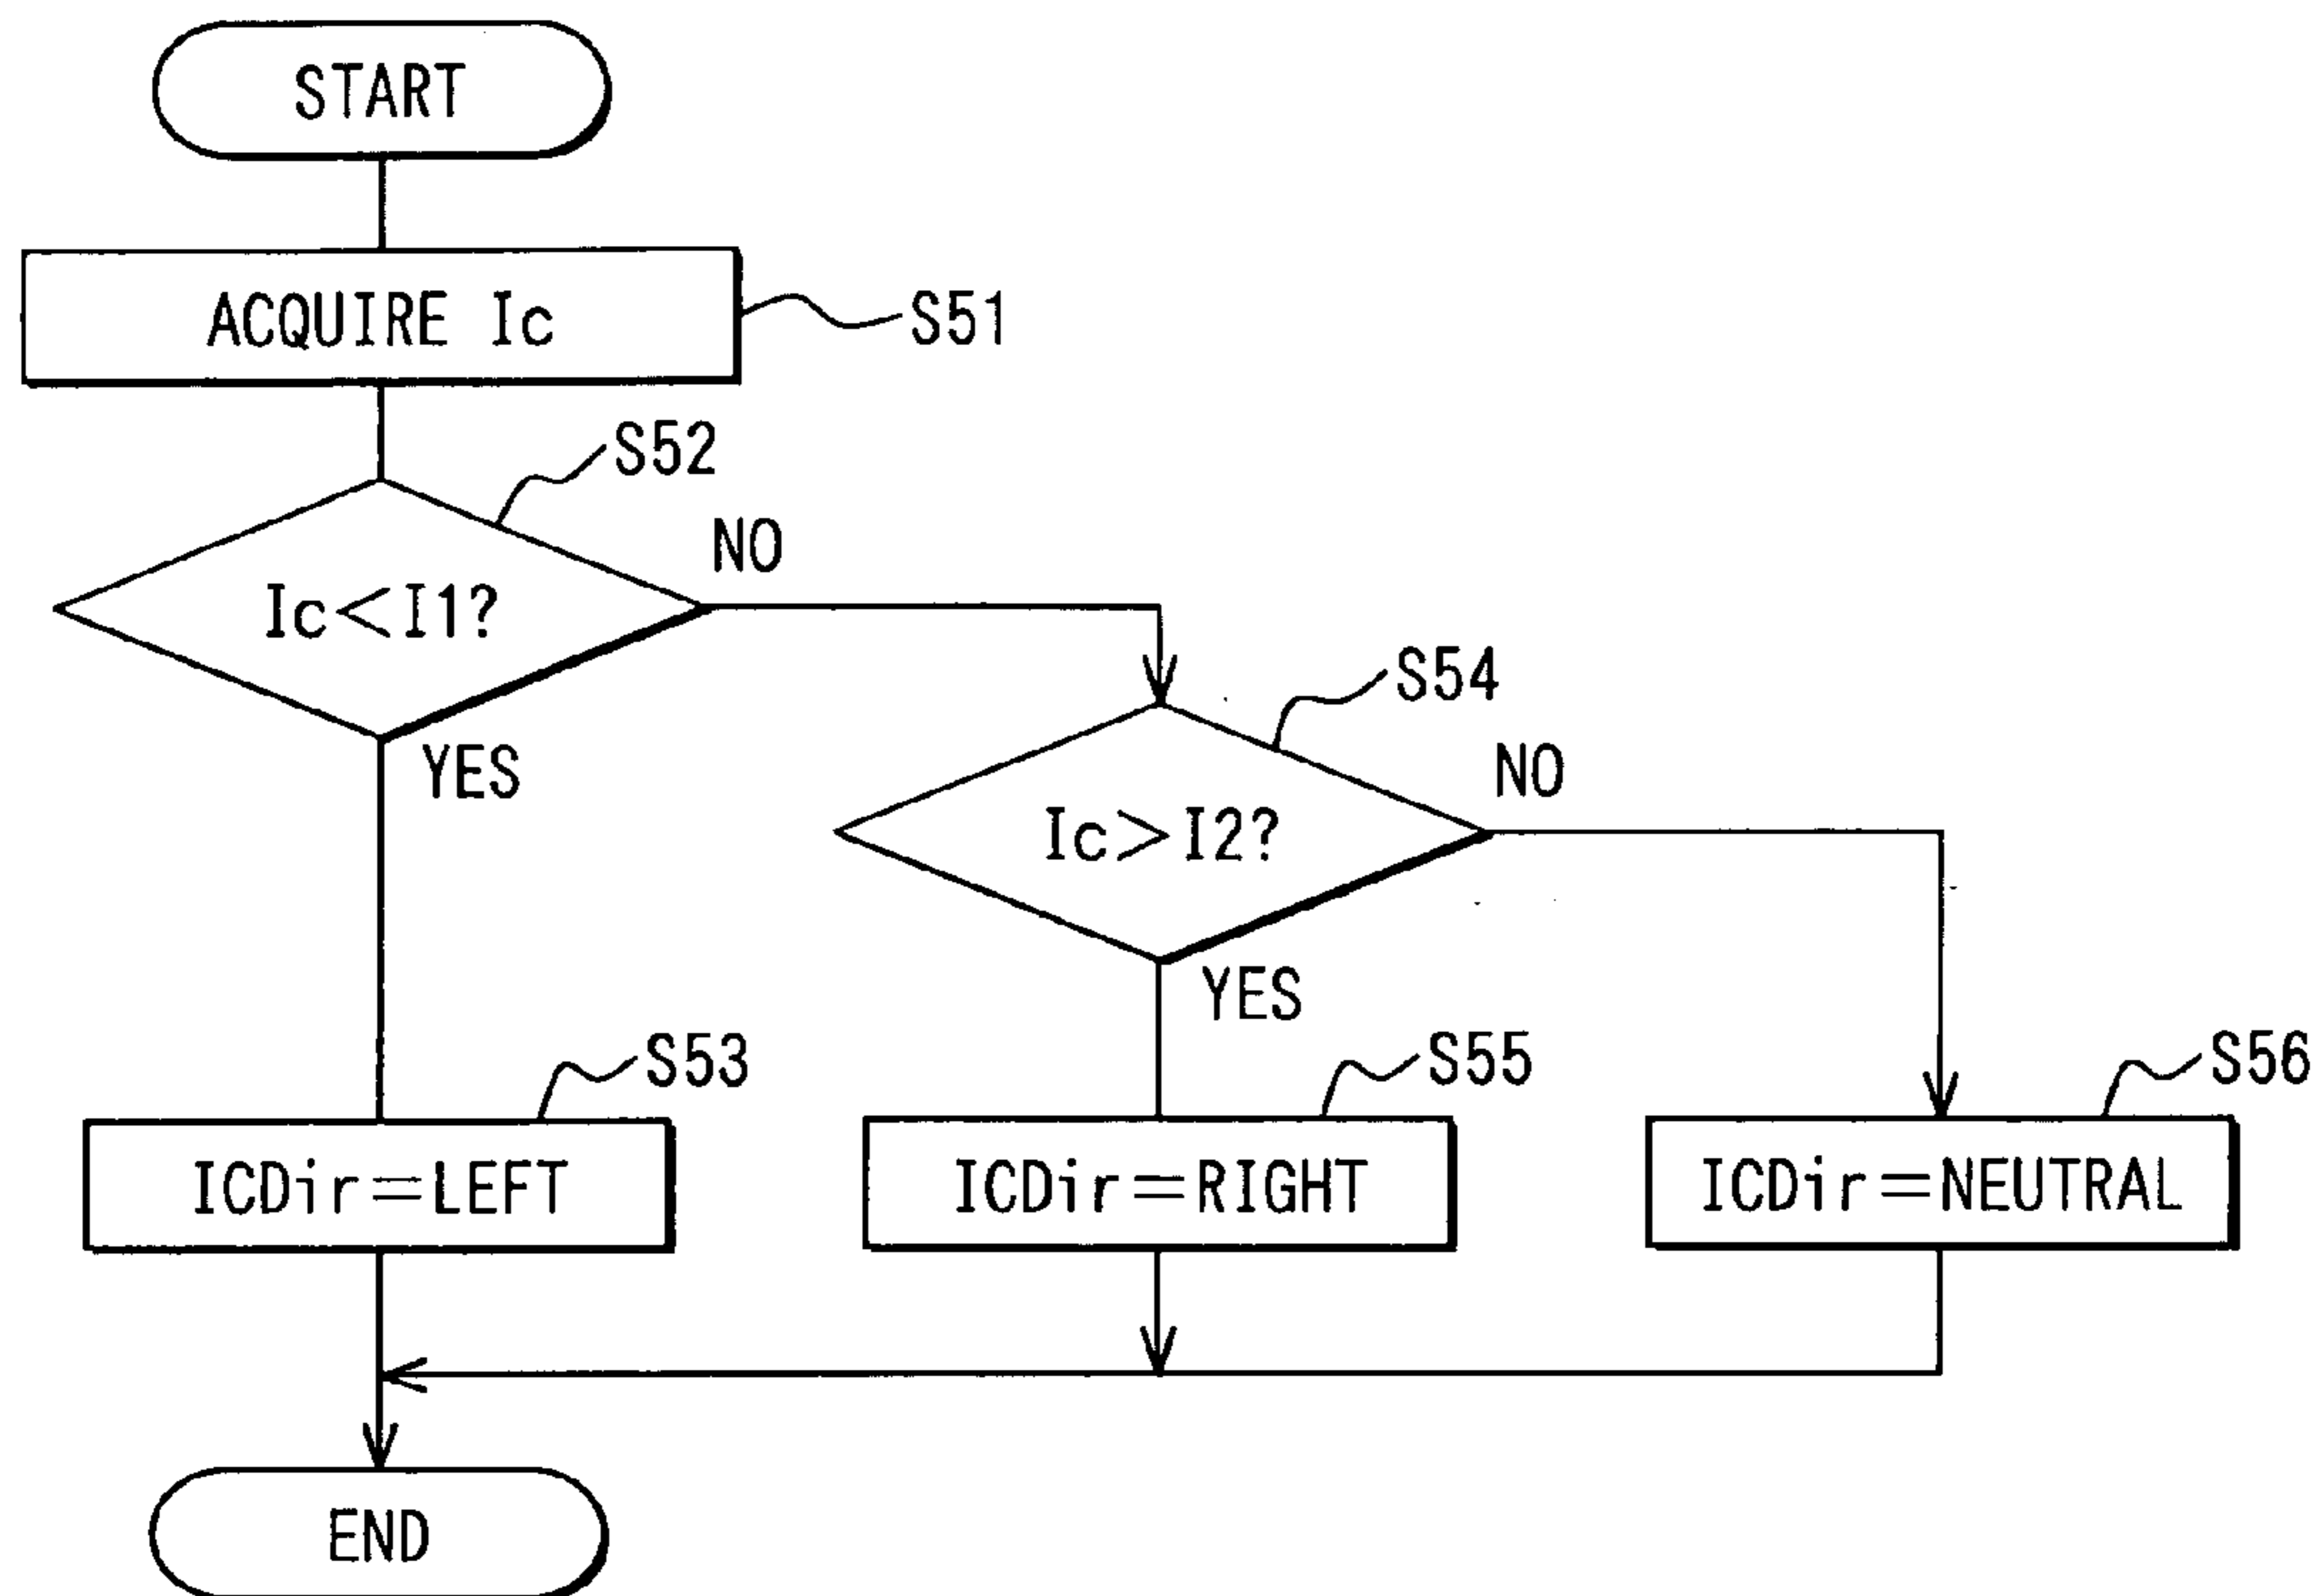 START
ACQUIRE Ic
S51
S52
Ic<I1?
NO
YES
S54
Ic>I2?
NO
YES
S53
ICDir=LEFT
S55
ICDir=RIGHT
S56
ICDir=NEUTRAL
END